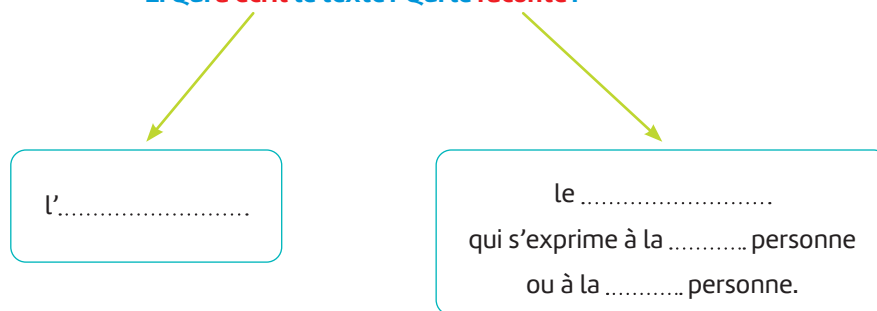 2. Qui a écrit le texte ? Qui le raconte ?
l'...........................
le ...........................
qui s'exprime à la ............ personne
ou à la ............ personne.